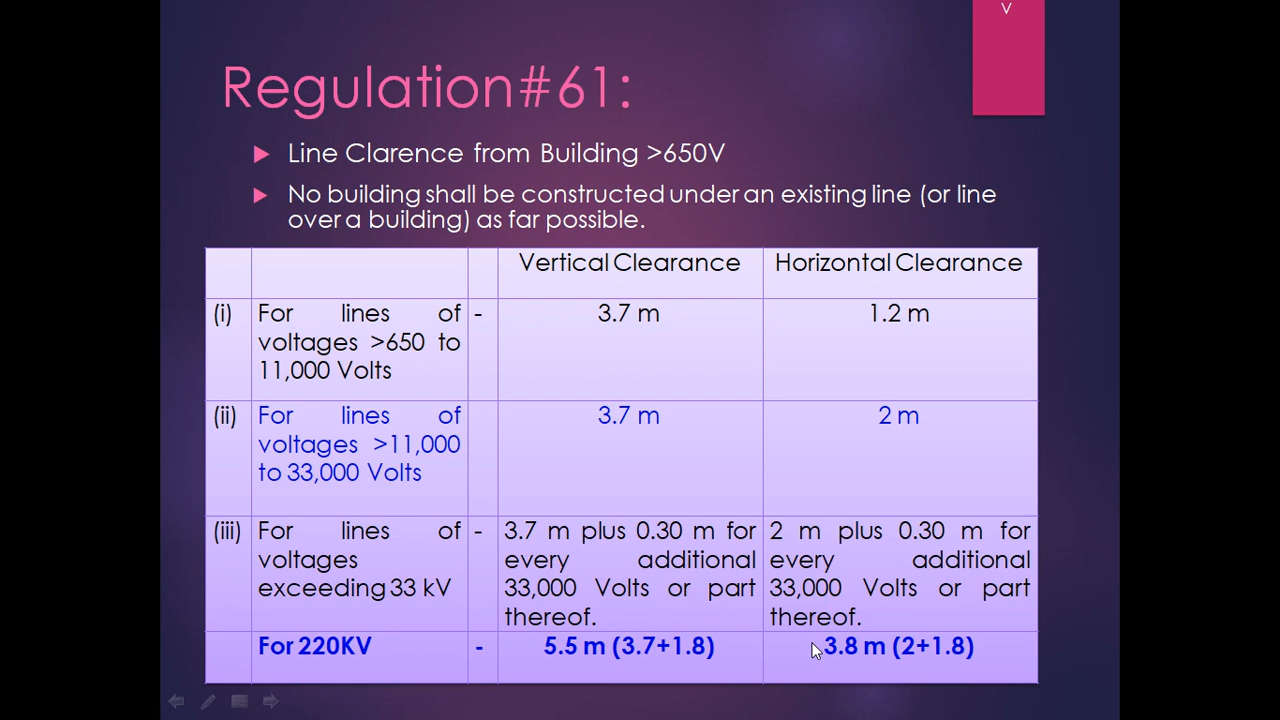 V
Regulation#61:
Line Clarence from Building >650V
No building shall be constructed under an existing line (or line
over a building) as far possible.
Vertical Clearance Horizontal Clearance
(i) For lines of - 3.7 m 1.2 m
voltages >650 to
11,000 Volts
(ii) For lines of 3.7 m 2 m
voltages >11,000
to 33,000 Volts
(iii) For lines of - 3.7 m plus 0.30 m for 2 m plus 0.30 m for
voltages every additional every additional
exceeding 33 kV 33,000 Volts or part 33,000 Volts or part
thereof. thereof.
For 220KV - 5.5 m (3.7+1.8) 3.8 m (2+1.8)